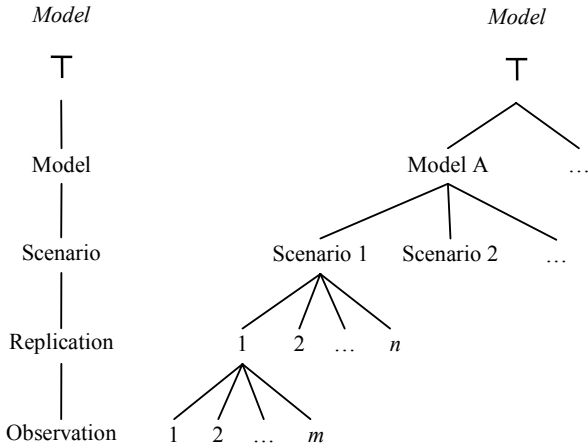 Model Model
⊤ ⊤
Model Model A …
Scenario Scenario 1 Scenario 2 …
Replication 1 2 … n
Observation 1 2 … m